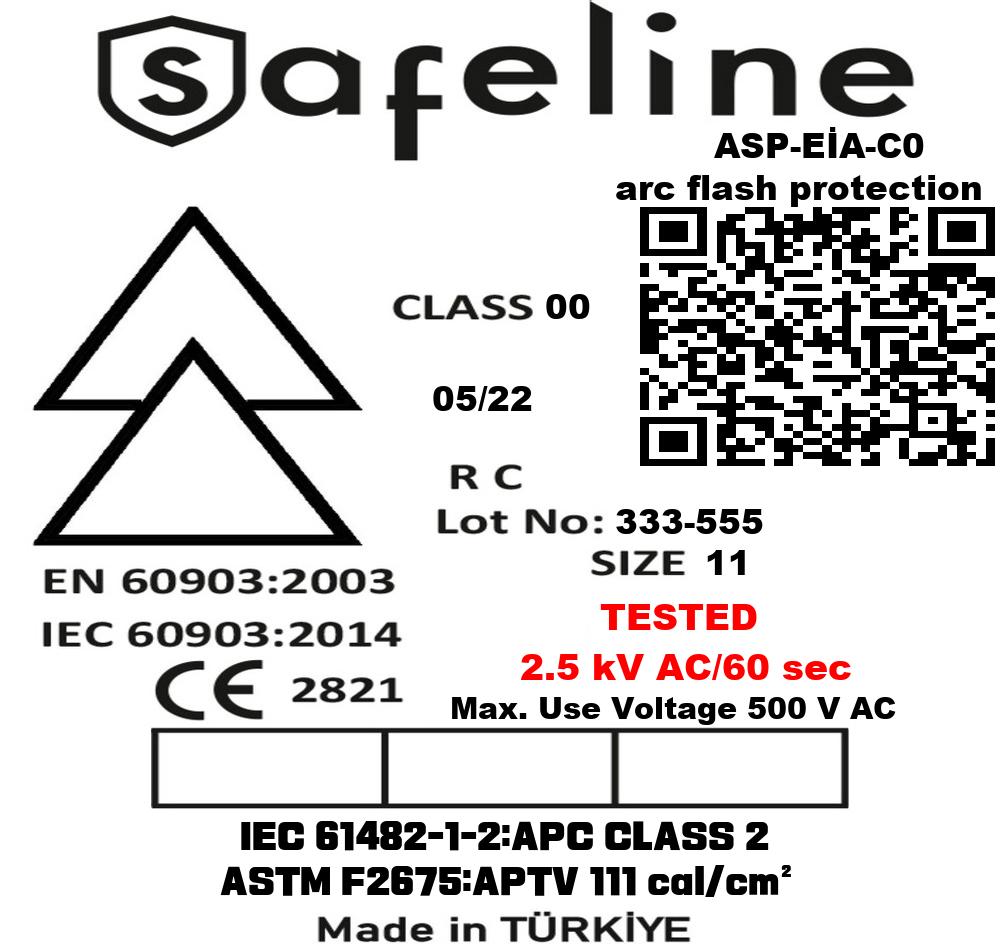 safeline
ASP-EİA-C0
arc flash protection
CLASS 00
05/22
R C
Lot No: 333-555
SIZE 11
EN 60903:2003
IEC 60903:2014
TESTED
2.5 kV AC/60 sec
CE 2821
Max. Use Voltage 500 V AC
IEC 61482-1-2:APC CLASS 2
ASTM F2675:APTV 111 cal/cm²
Made in TÜRKİYE